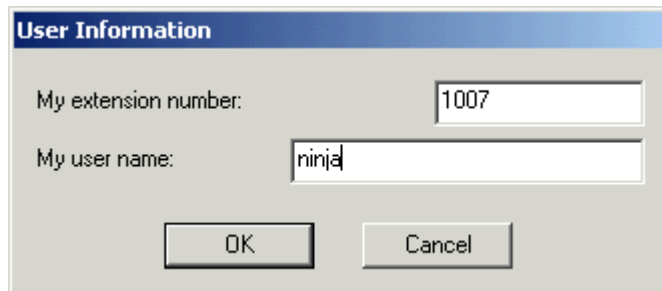 User Information
My extension number: 1007
My user name: ninja
OK Cancel